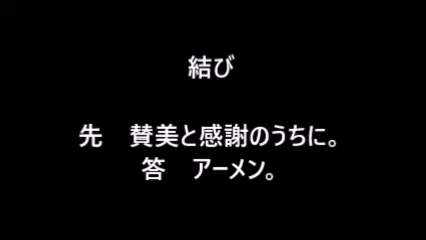 結び
先　賛美と感謝のうちに。
答　アーメン。